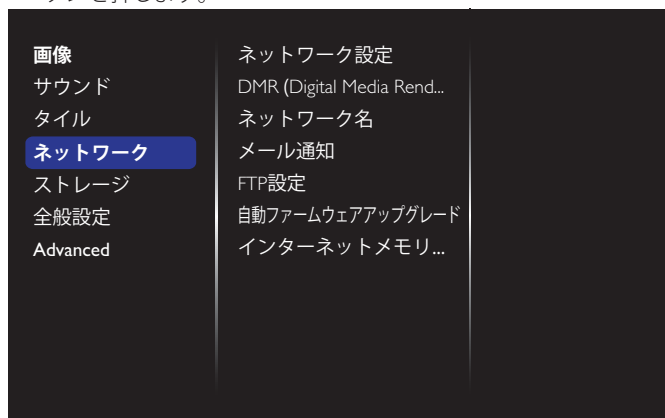 画像
サウンド
タイル
ネットワーク
ストレージ
全般設定
Advanced
ネットワーク設定
DMR (Digital Media Rend...
ネットワーク名
メール通知
FTP設定
自動ファームウェアアップグレード
インターネットメモリ...